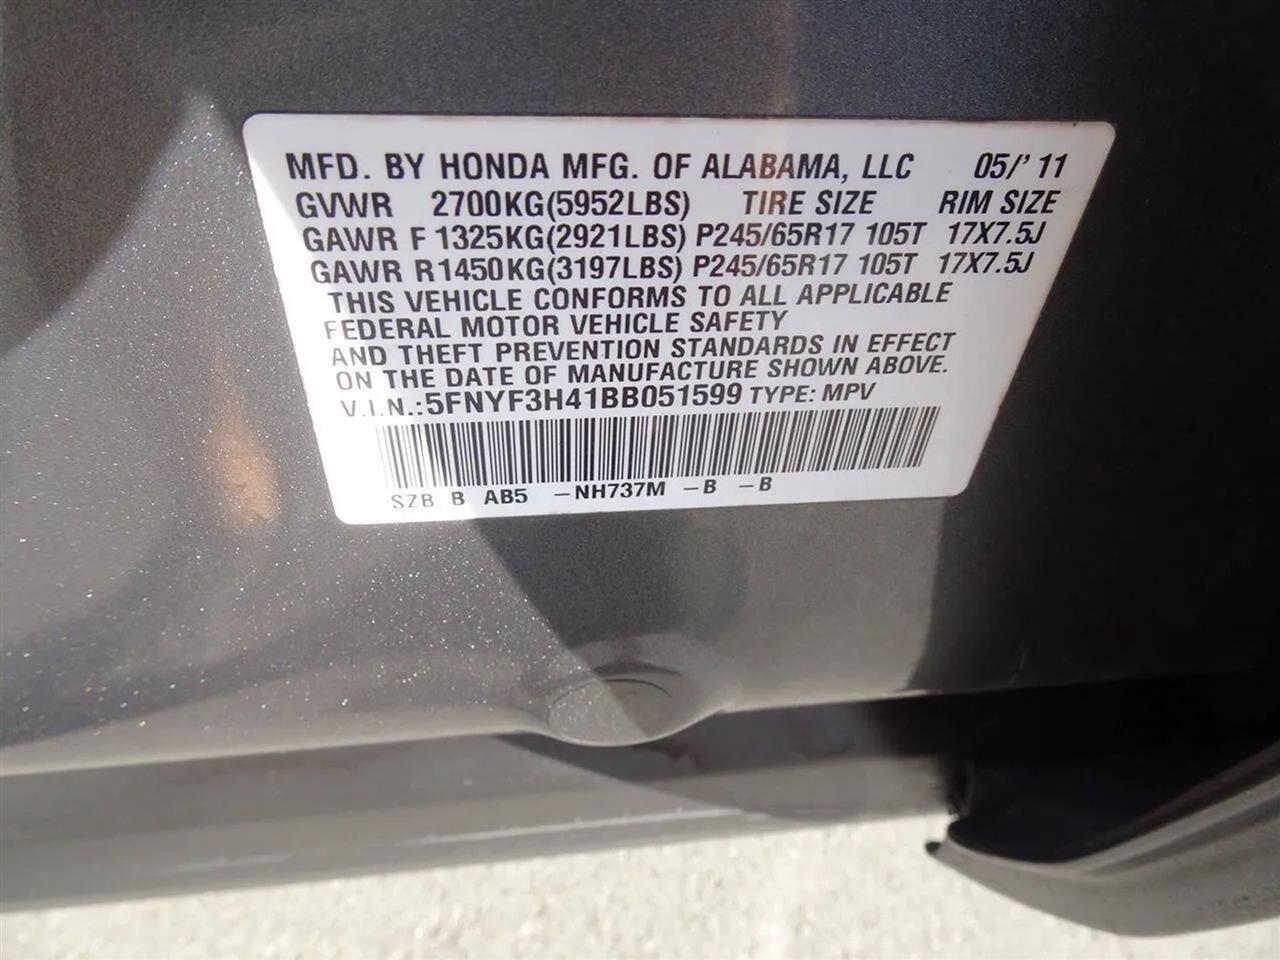 MFD. BY HONDA MFG. OF ALABAMA, LLC 05/' 11
GVWR 2700KG(5952LBS) TIRE SIZE RIM SIZE
GAWR F 1325KG(2921LBS) P245/65R17 105T 17X7.5J
GAWR R1450KG(3197LBS) P245/65R17 105T 17X7.5J
THIS VEHICLE CONFORMS TO ALL APPLICABLE
FEDERAL MOTOR VEHICLE SAFETY
AND THEFT PREVENTION STANDARDS IN EFFECT
ON THE DATE OF MANUFACTURE SHOWN ABOVE.
V.I.N.:5FNYF3H41BB051599 TYPE: MPV
SZB B AB5 -NH737M -B -B